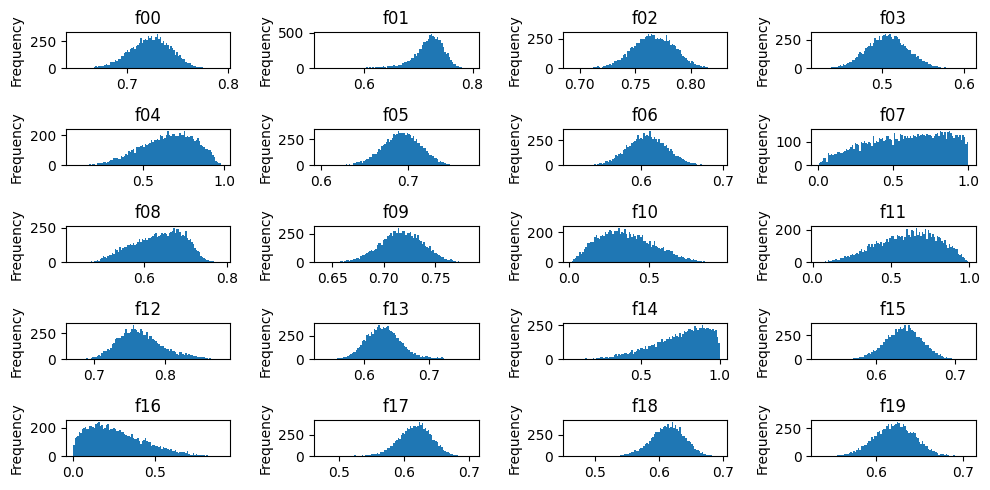 f00 f01 f02 f03
Frequency 250 0 0.7 0.8
Frequency 500 0 0.6 0.8
Frequency 250 0 0.70 0.75 0.80
Frequency 250 0 0.5 0.6
f04 f05 f06 f07
Frequency 200 0 0.5 1.0
Frequency 250 0 0.6 0.7
Frequency 250 0 0.6 0.7
Frequency 100 0 0.0 0.5 1.0
f08 f09 f10 f11
Frequency 250 0 0.6 0.8
Frequency 250 0 0.65 0.70 0.75
Frequency 200 0 0.0 0.5
Frequency 200 0 0.0 0.5 1.0
f12 f13 f14 f15
Frequency 250 0 0.7 0.8
Frequency 250 0 0.6 0.7
Frequency 250 0 0.5 1.0
Frequency 250 0 0.6 0.7
f16 f17 f18 f19
Frequency 200 0 0.0 0.5
Frequency 250 0 0.5 0.6 0.7
Frequency 250 0 0.5 0.6 0.7
Frequency 250 0 0.6 0.7